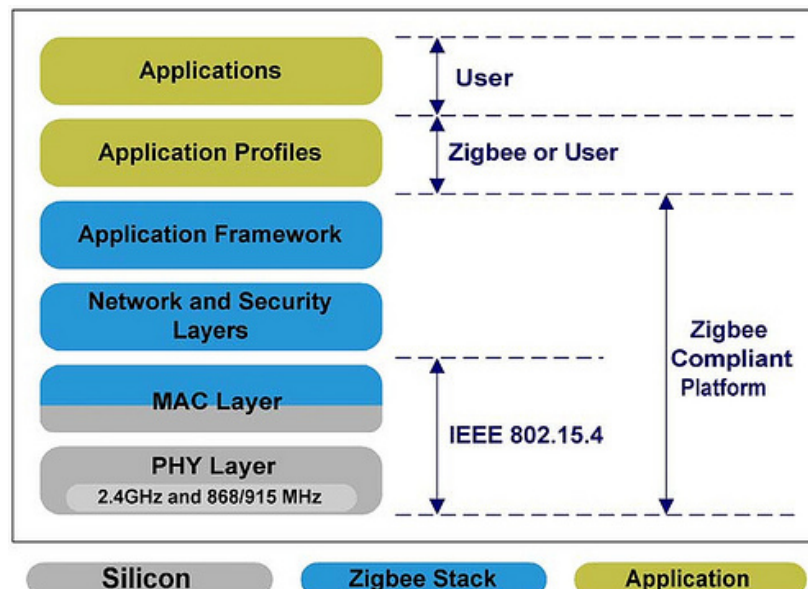 Applications
User
Application Profiles
Zigbee or User
Application Framework
Network and Security
Layers
Zigbee
Compliant
Platform
MAC Layer
IEEE 802.15.4
PHY Layer
2.4GHz and 868/915 MHz
Silicon
Zigbee Stack
Application